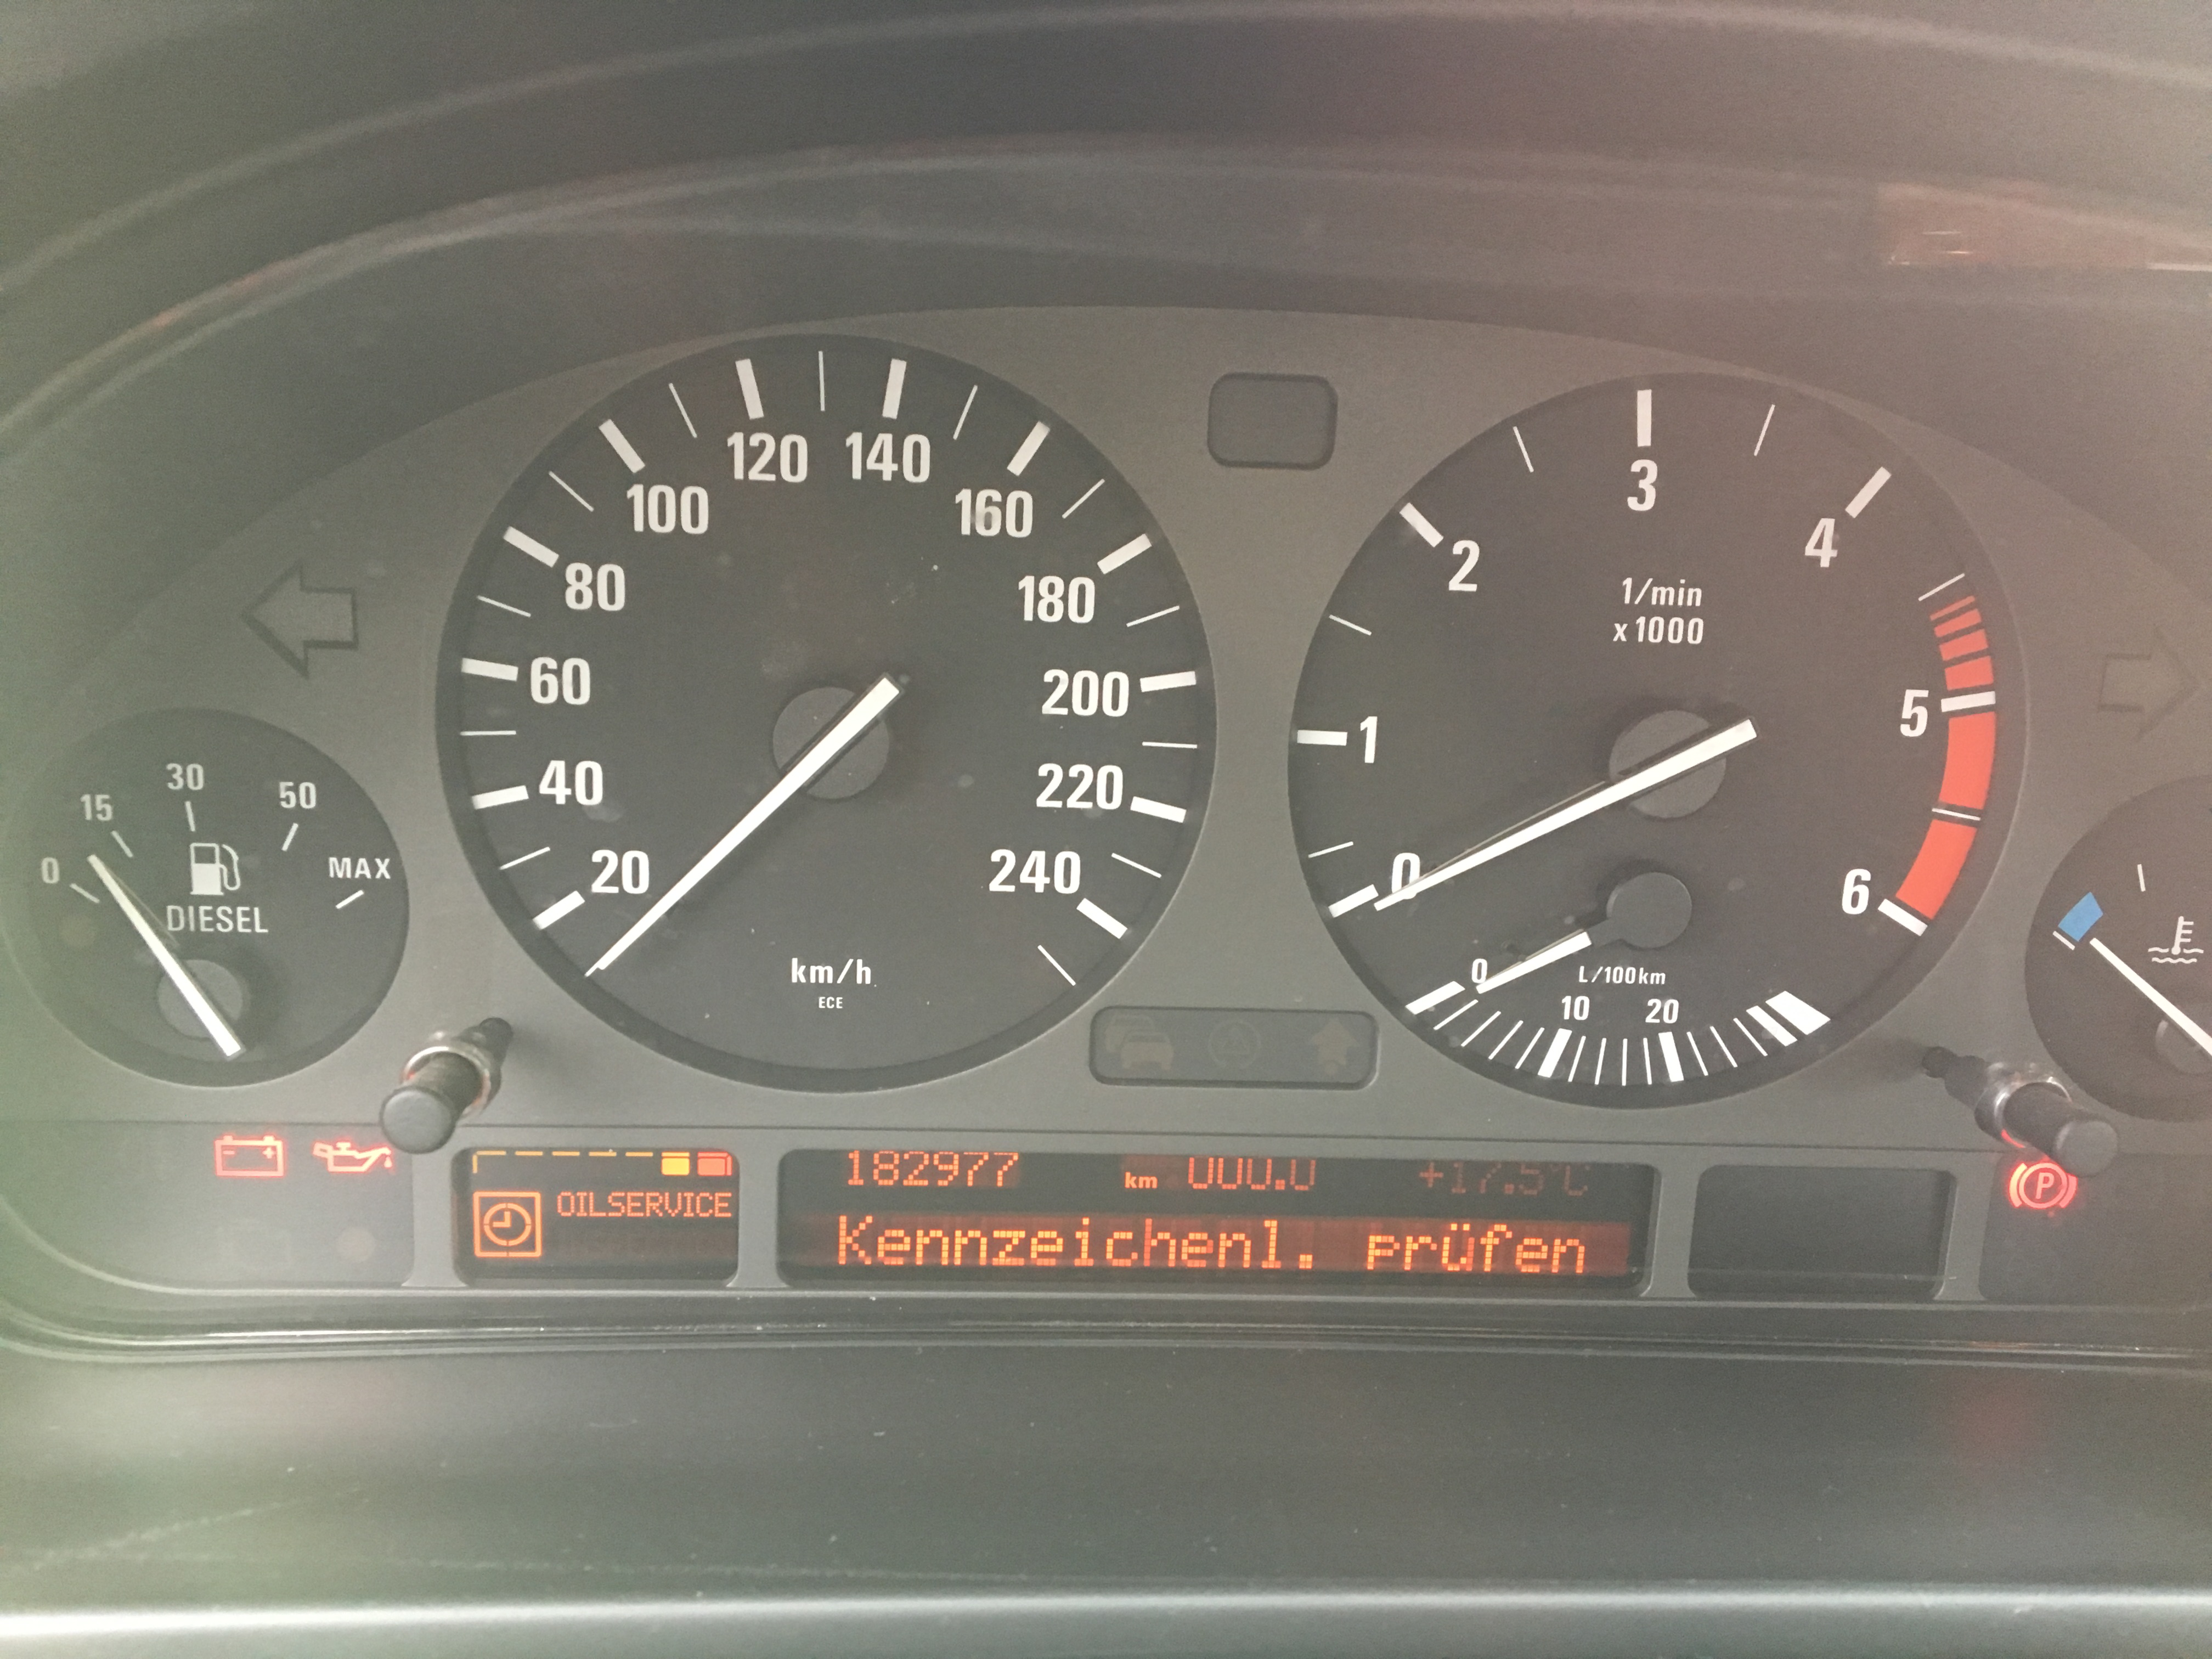 0 15 30 50 MAX
DIESEL
20 40 60 80 100 120 140 160 180 200 220 240
km/h
ECE
0 1 2 3 4 5 6
1/min
x 1000
L/100km
0 10 20
OILSERVICE
182977 km 000.0 +17.5°C
Kennzeichenl. prüfen
P